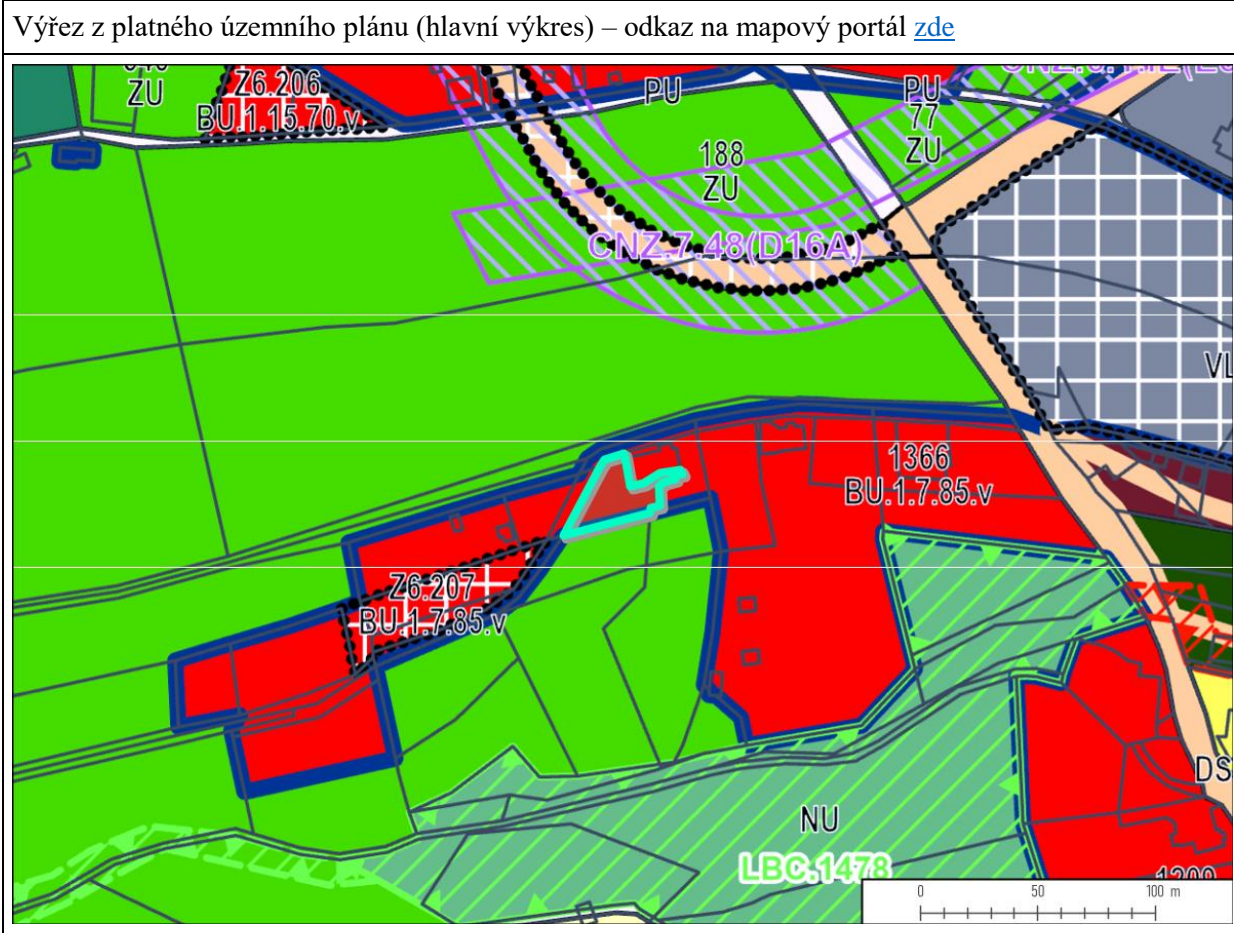 Výřez z platného územního plánu (hlavní výkres) – odkaz na mapový portál zde
ZU
Z6.206
BU.1.15.70.v
PU
PU
77
ZU
188
ZU
CNZ.7.48(D16A)
VL
1366
BU.1.7.85.v
Z6.207
BU.1.7.85.v
DS
NU
LBC.1478
0 50 100 m